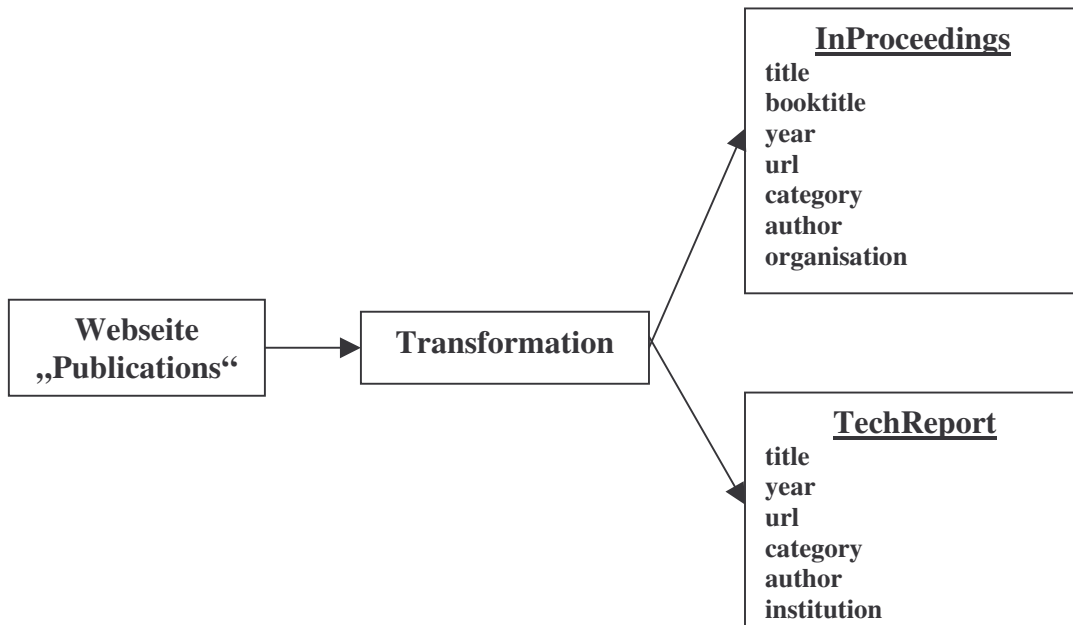 Webseite
„Publications“
Transformation
InProceedings
title
booktitle
year
url
category
author
organisation
TechReport
title
year
url
category
author
institution